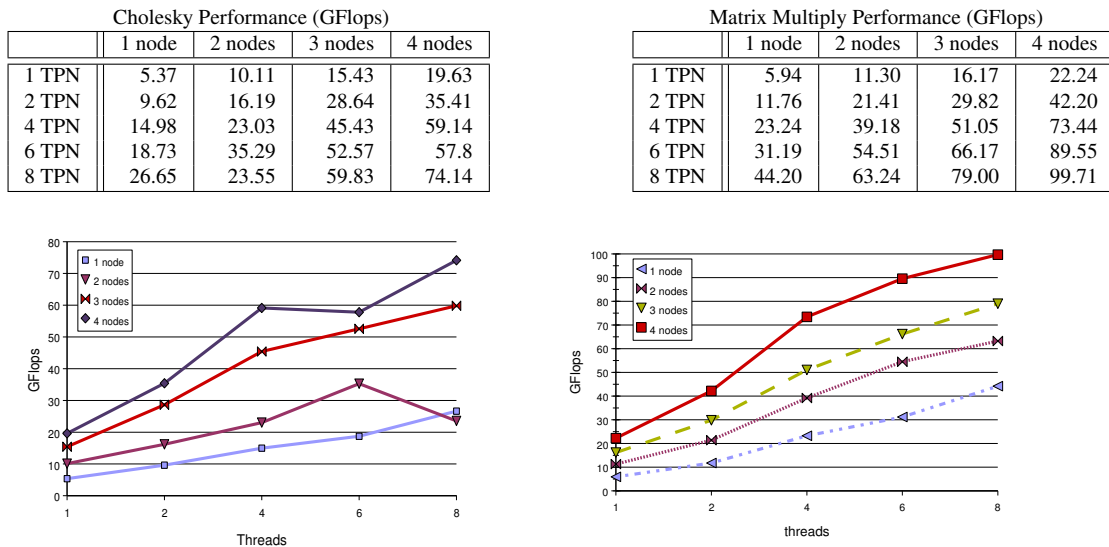 Cholesky Performance (GFlops)
1 node 2 nodes 3 nodes 4 nodes
1 TPN 5.37 10.11 15.43 19.63
2 TPN 9.62 16.19 28.64 35.41
4 TPN 14.98 23.03 45.43 59.14
6 TPN 18.73 35.29 52.57 57.8
8 TPN 26.65 23.55 59.83 74.14
Matrix Multiply Performance (GFlops)
1 node 2 nodes 3 nodes 4 nodes
1 TPN 5.94 11.30 16.17 22.24
2 TPN 11.76 21.41 29.82 42.20
4 TPN 23.24 39.18 51.05 73.44
6 TPN 31.19 54.51 66.17 89.55
8 TPN 44.20 63.24 79.00 99.71
80
70
60
50
40
30
20
10
0
GFlops
1 node
2 nodes
3 nodes
4 nodes
1 2 4 6 8
Threads
100
90
80
70
60
50
40
30
20
10
0
GFlops
1 node
2 nodes
3 nodes
4 nodes
1 2 4 6 8
threads